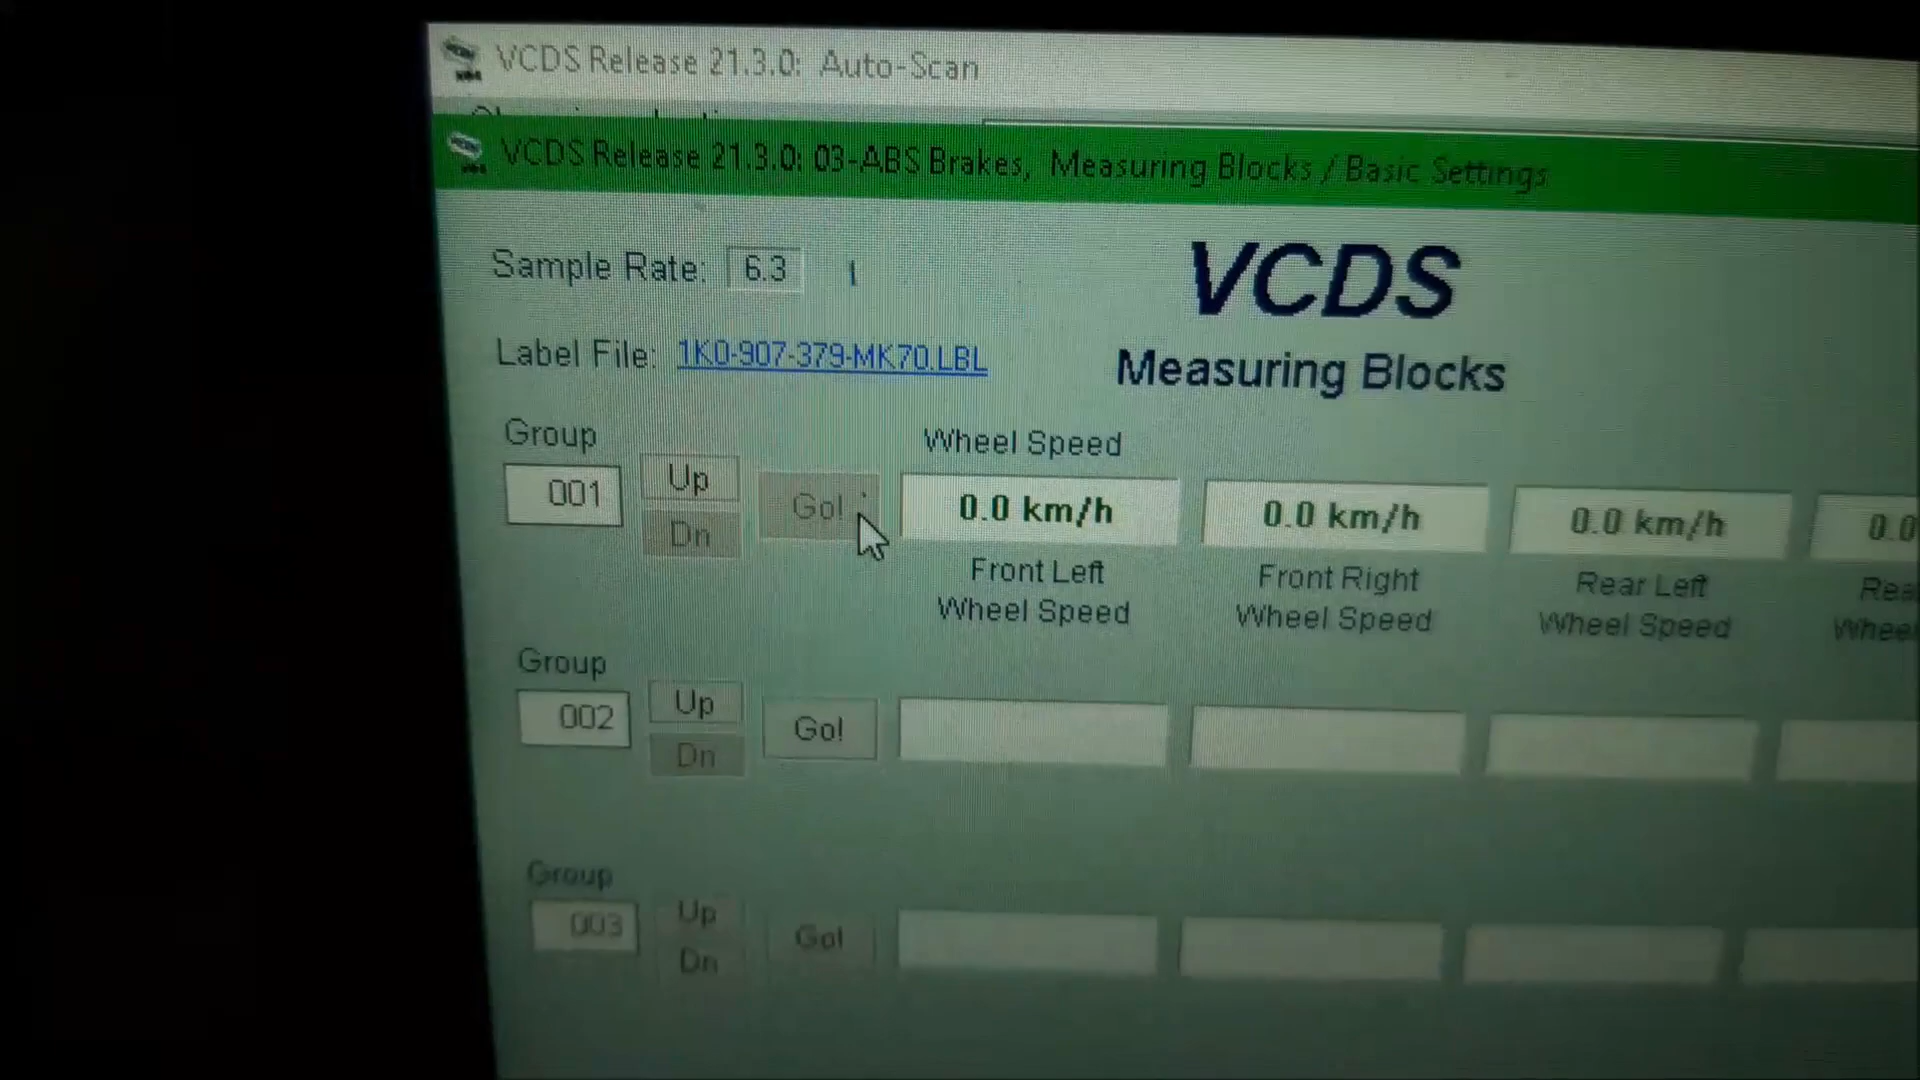 VCDS Release 21.3.0: Auto-Scan
VCDS Release 21.3.0: 03-ABS Brakes, Measuring Blocks / Basic Settings
Sample Rate: 6.3
VCDS
Label File: 1K0-907-379-MK70.LBL
Measuring Blocks
Group
Wheel Speed
001 Up Dn Go! 0.0 km/h 0.0 km/h 0.0 km/h 0.0
Front Left Wheel Speed
Front Right Wheel Speed
Rear Left Wheel Speed
Group
002 Up Dn Go!
Group
003 Up Dn Go!